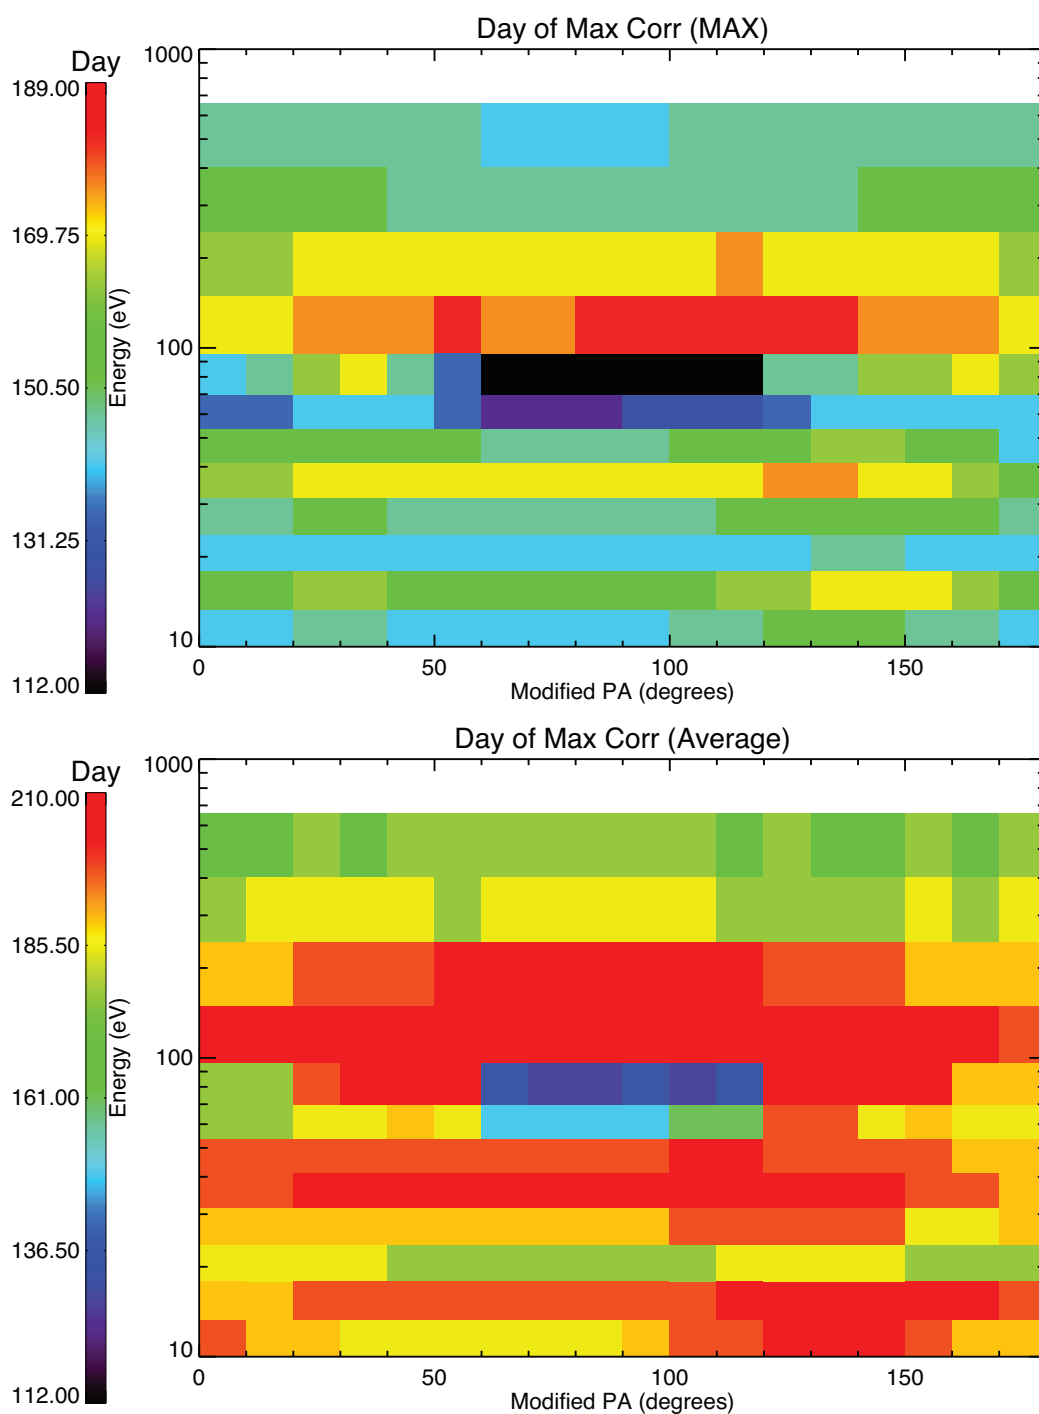 Day of Max Corr (MAX)
Day
189.00
169.75
150.50
131.25
112.00
Energy (eV)
1000
100
10
0 50 100 150
Modified PA (degrees)
Day of Max Corr (Average)
Day
210.00
185.50
161.00
136.50
112.00
Energy (eV)
1000
100
10
0 50 100 150
Modified PA (degrees)